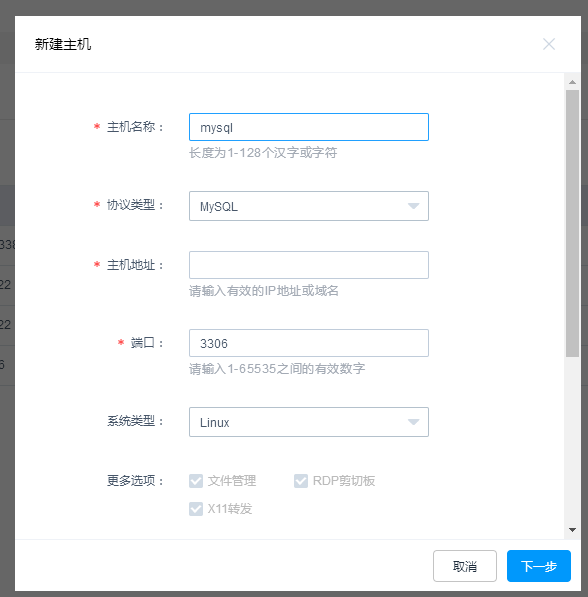 新建主机
* 主机名称： mysql
长度为1-128个汉字或字符
* 协议类型： MySQL
* 主机地址：
请输入有效的IP地址或域名
* 端口： 3306
请输入1-65535之间的有效数字
系统类型： Linux
更多选项： 文件管理 RDP剪切板
X11转发
取消 下一步
338
22
22
6